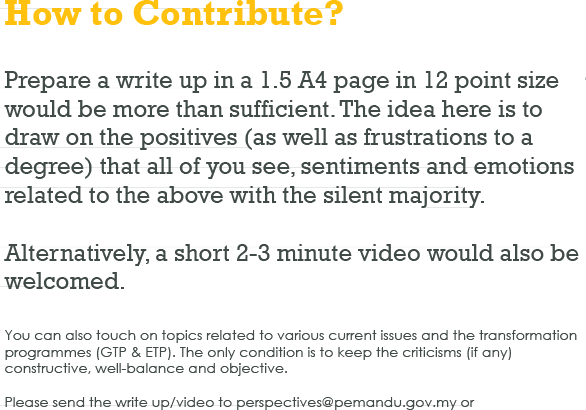 How to Contribute?
Prepare a write up in a 1.5 A4 page in 12 point size
would be more than sufficient. The idea here is to
draw on the positives (as well as frustrations to a
degree) that all of you see, sentiments and emotions
related to the above with the silent majority.
Alternatively, a short 2-3 minute video would also be
welcomed.
You can also touch on topics related to various current issues and the transformation
programmes (GTP & ETP). The only condition is to keep the criticisms (if any)
constructive, well-balance and objective.
Please send the write up/video to perspectives@pemandu.gov.my or